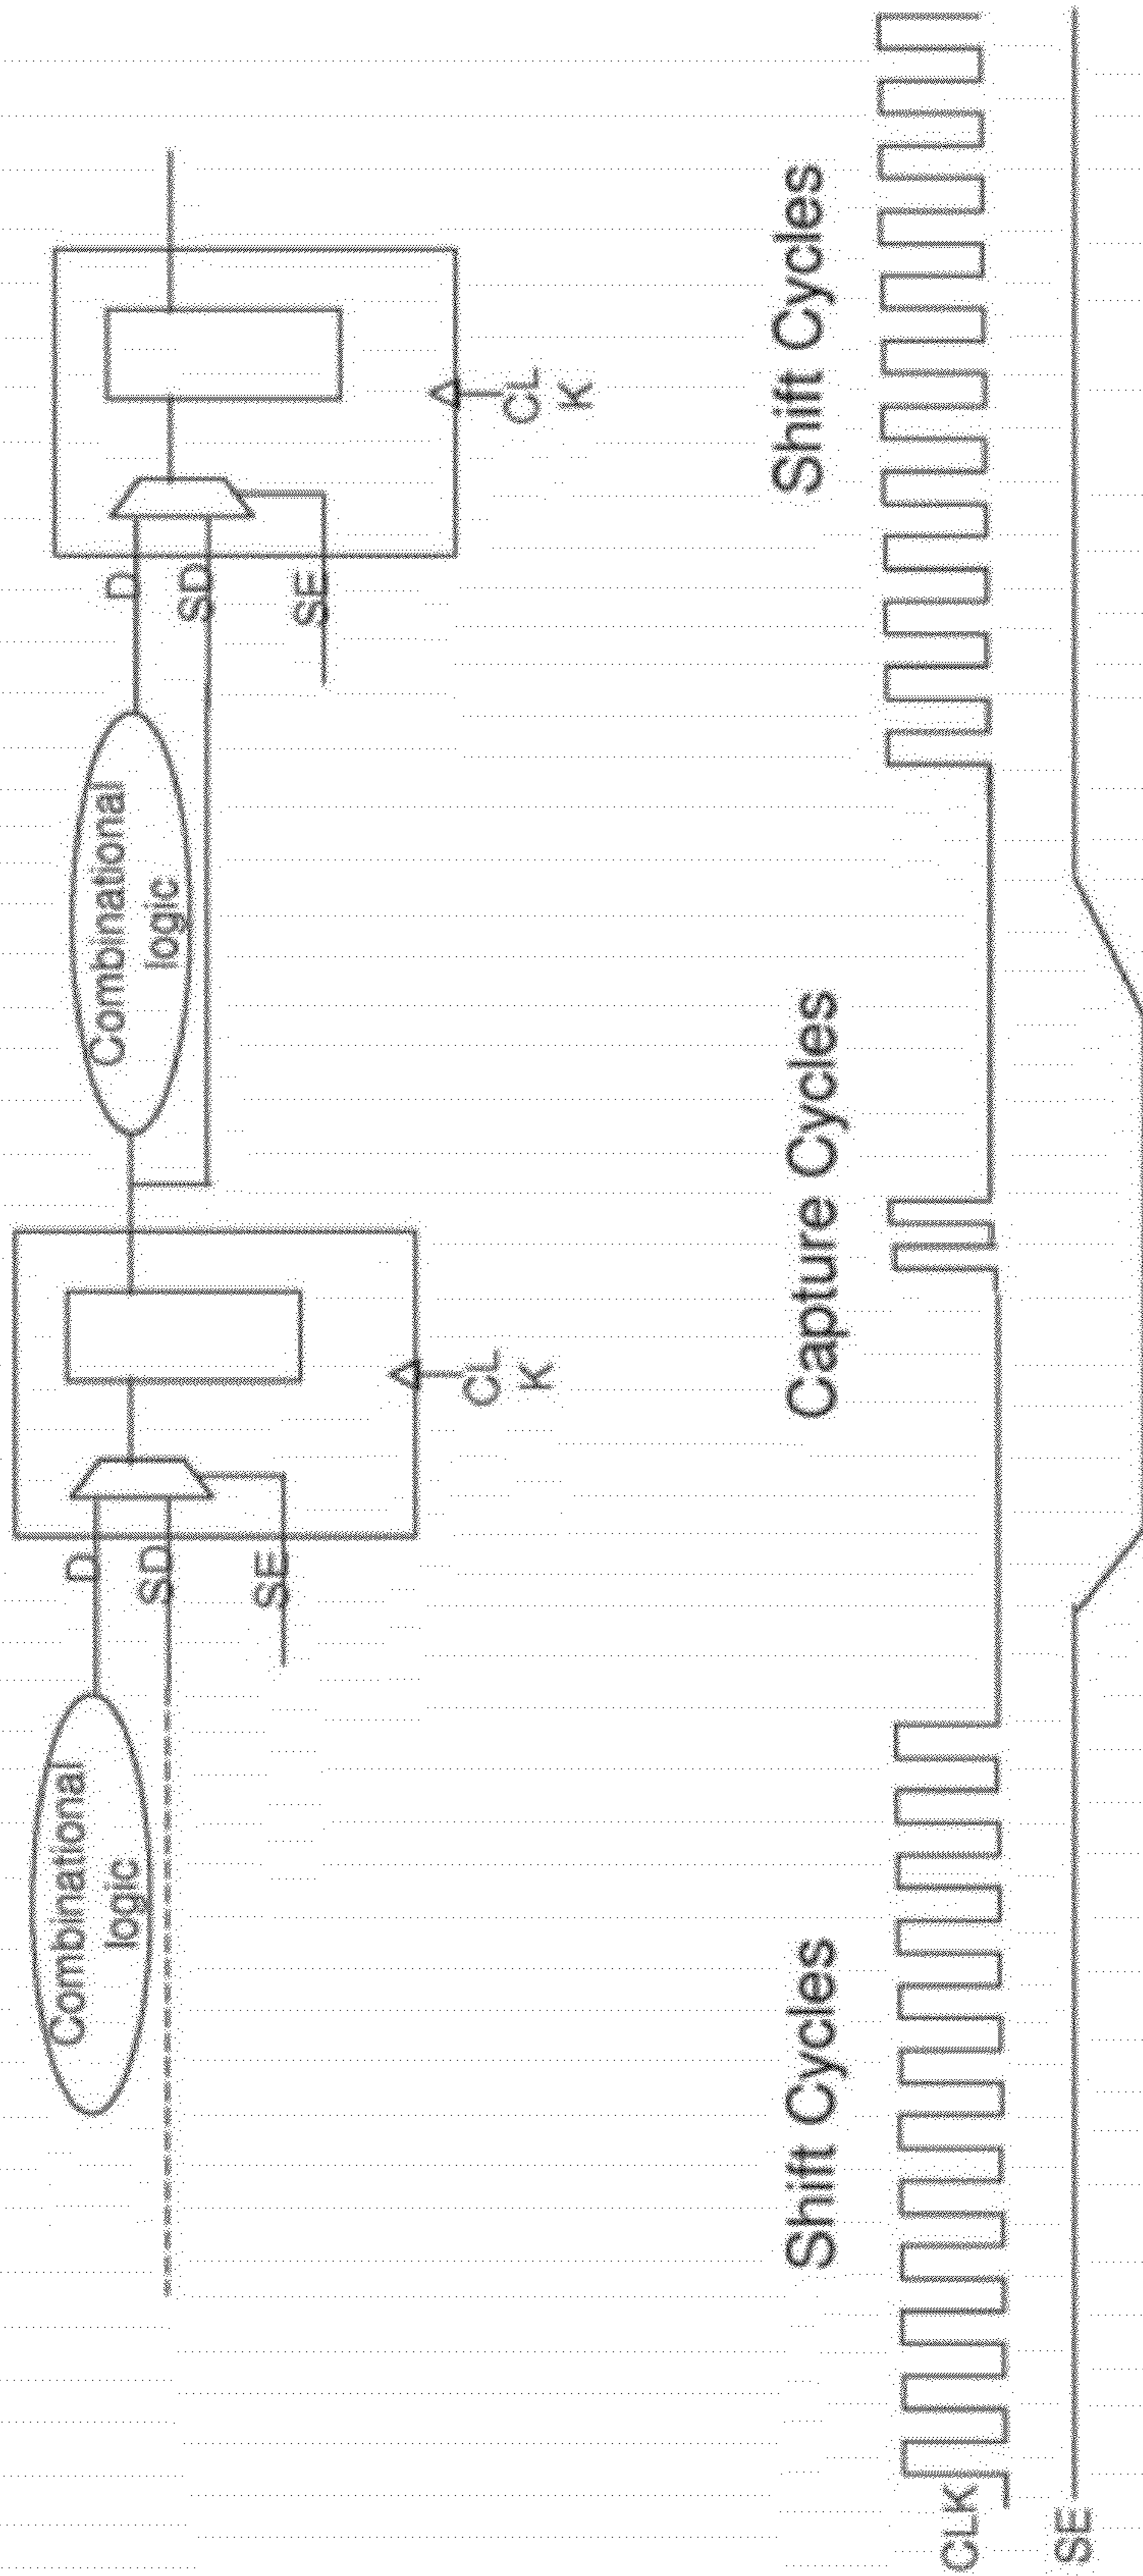 Combinational
logic
D
SD
SE
CL
K
Combinational
logic
D
SD
SE
CL
K
Shift Cycles
Capture Cycles
Shift Cycles
CLK
SE